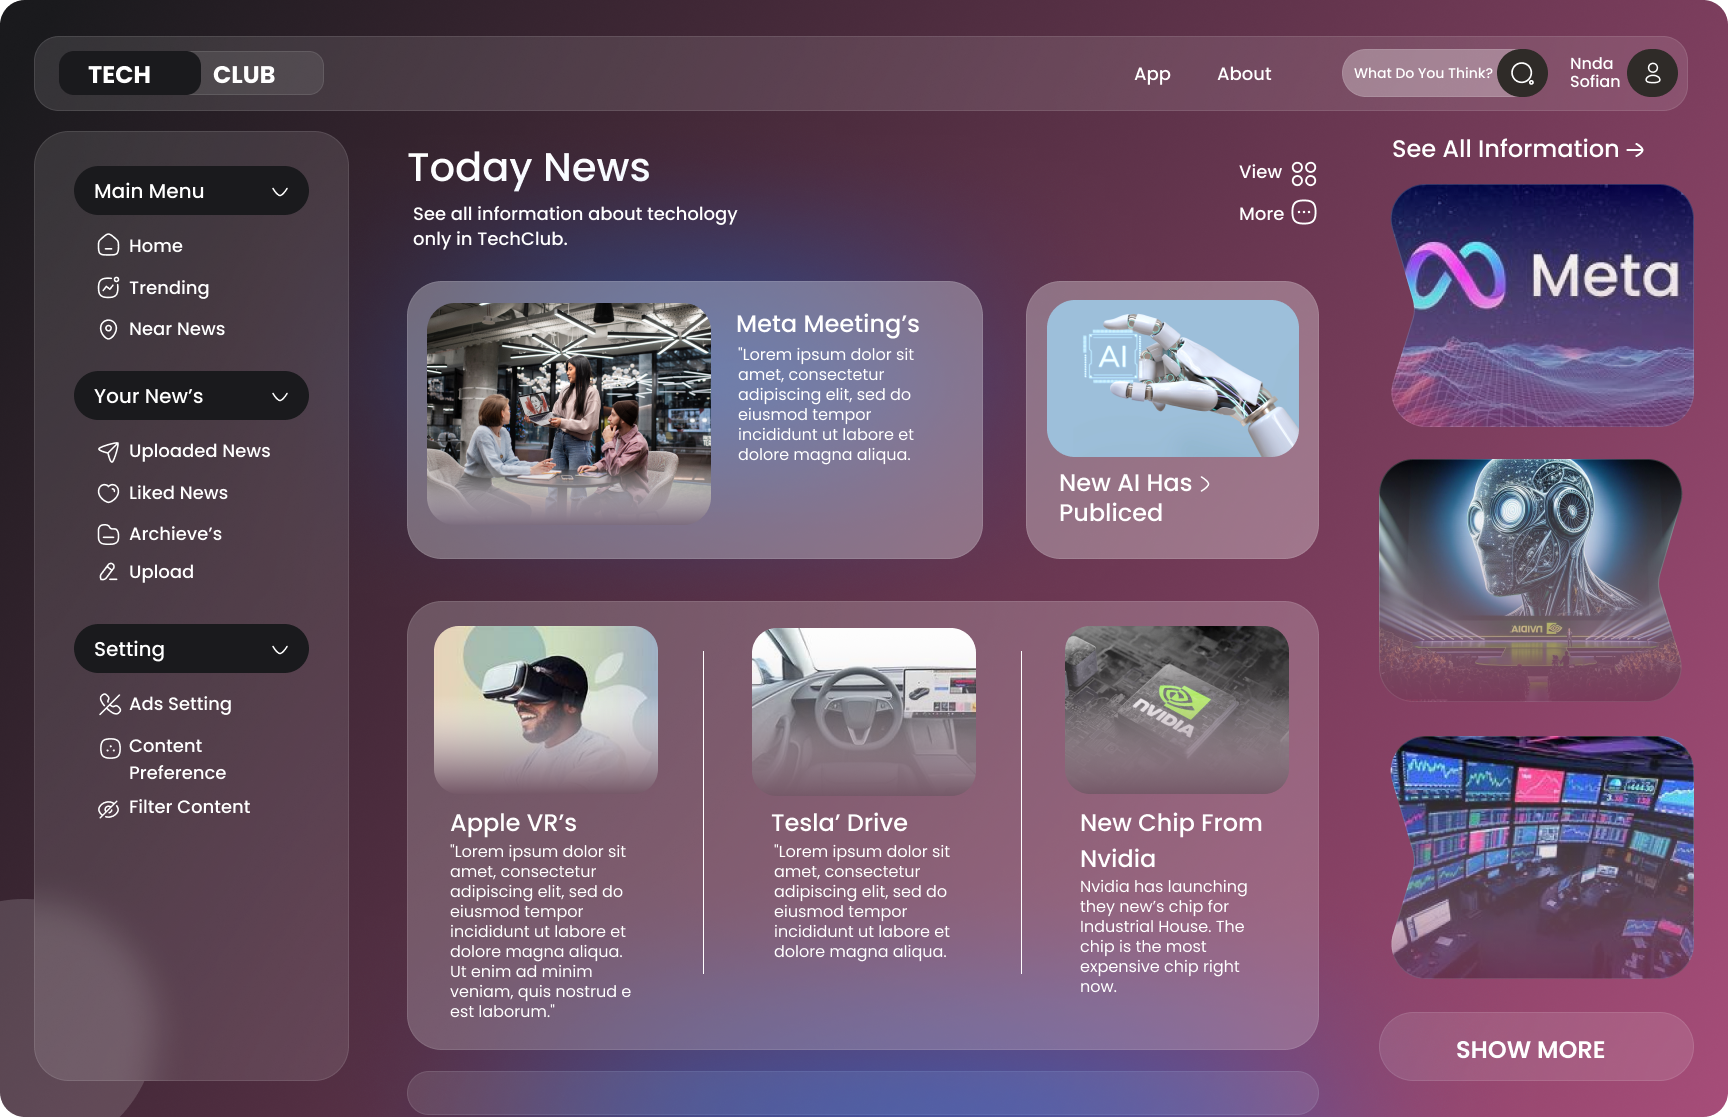 TECH CLUB
App
About
What Do You Think?
Nnda
Sofian
Main Menu
Home
Trending
Near News
Your New’s
Uploaded News
Liked News
Archieve’s
Upload
Setting
Ads Setting
Content
Preference
Filter Content
Today News
See all information about techology
only in TechClub.
View
More
Meta Meeting’s
"Lorem ipsum dolor sit
amet, consectetur
adipiscing elit, sed do
eiusmod tempor
incididunt ut labore et
dolore magna aliqua.
AI
New AI Has
Publiced
Apple VR’s
"Lorem ipsum dolor sit
amet, consectetur
adipiscing elit, sed do
eiusmod tempor
incididunt ut labore et
dolore magna aliqua.
Ut enim ad minim
veniam, quis nostrud e
est laborum."
Tesla’ Drive
"Lorem ipsum dolor sit
amet, consectetur
adipiscing elit, sed do
eiusmod tempor
incididunt ut labore et
dolore magna aliqua.
NVIDIA
New Chip From
Nvidia
Nvidia has launching
they new’s chip for
Industrial House. The
chip is the most
expensive chip right
now.
See All Information
Meta
NVIDIA
SHOW MORE